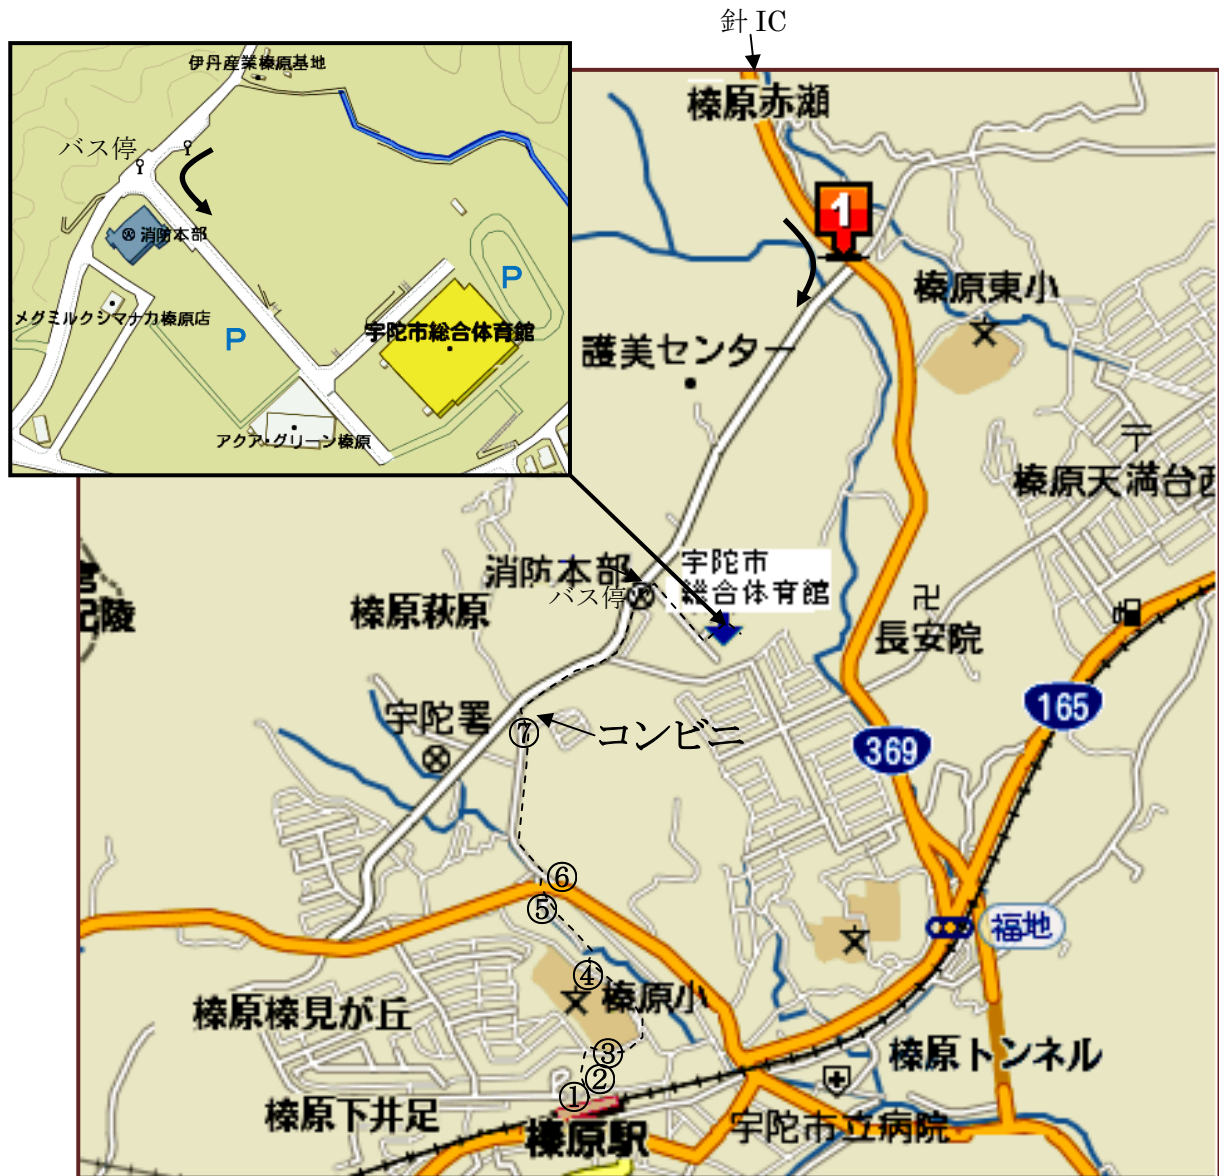 針IC
伊丹産業榛原基地
バス停
消防本部
メグミルクシマナカ榛原店
P
P
宇陀市総合体育館
アクア・グリーン榛原
榛原赤瀬
1
榛原東小
護美センター
榛原天満台西
消防本部
バス停
宇陀市
総合体育館
榛原萩原
長安院
165
369
宇陀署
⑦
コンビニ
⑥
⑤
福地
④
榛原小
榛原榛見が丘
③
②
①
榛原トンネル
榛原下井足
榛原駅
宇陀市立病院